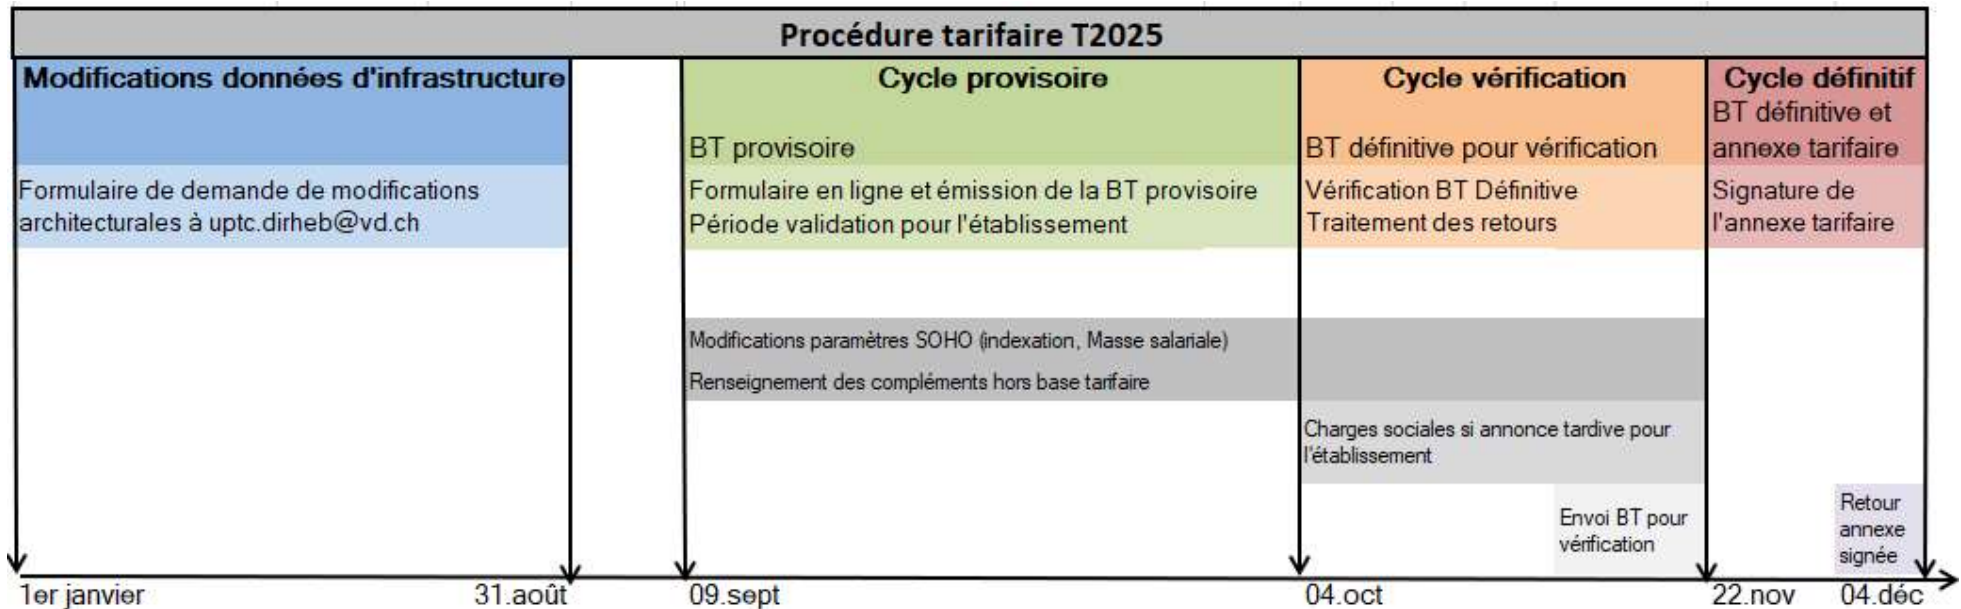 Procédure tarifaire T2025
Modifications données d'infrastructure
Cycle provisoire
Cycle vérification
Cycle définitif
BT provisoire
BT définitive pour vérification
BT définitive et
annexe tarifaire
Formulaire de demande de modifications
architecturales à uptc.dirheb@vd.ch
Formulaire en ligne et émission de la BT provisoire
Période validation pour l'établissement
Vérification BT Définitive
Traitement des retours
Signature de
l'annexe tarifaire
Modifications paramètres SOHO (indexation, Masse salariale)
Renseignement des compléments hors base tarifaire
Charges sociales si annonce tardive pour
l'établissement
Envoi BT pour
vérification
Retour
annexe
signée
1er janvier
31.août
09.sept
04.oct
22.nov
04.déc